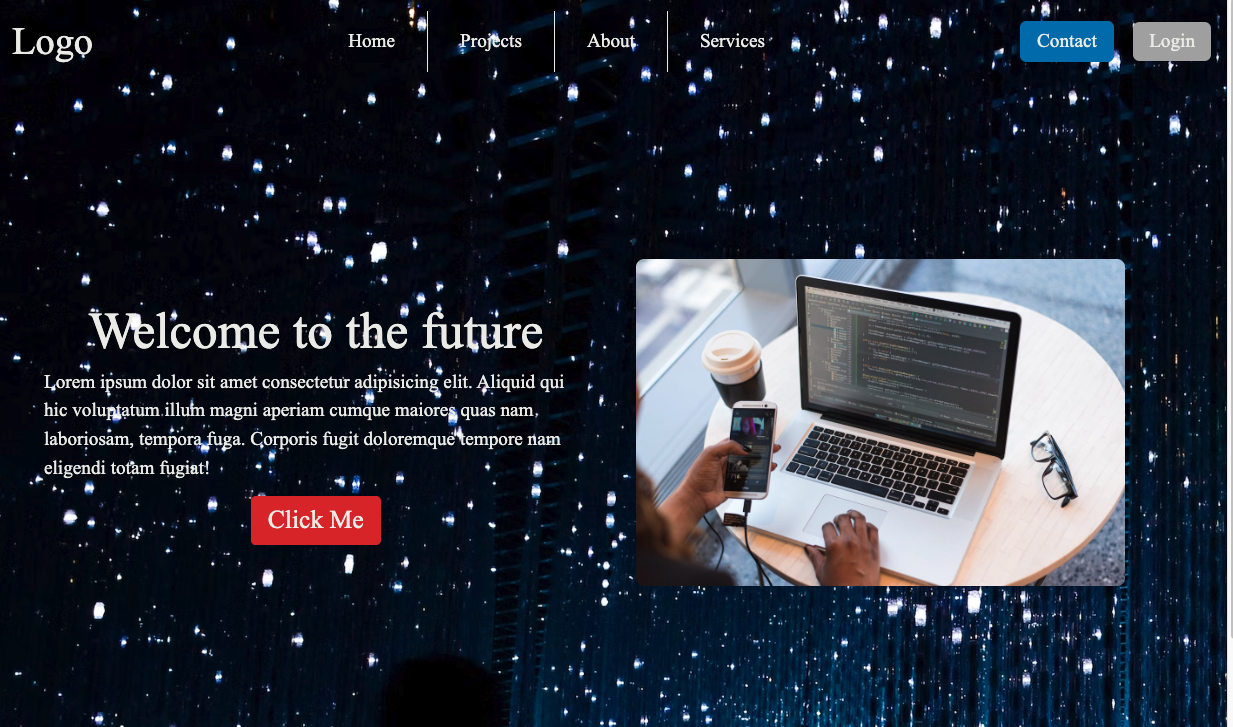 Logo
Home
Projects
About
Services
Contact
Login
Welcome to the future
Lorem ipsum dolor sit amet consectetur adipisicing elit. Aliquid qui
hic voluptatum illum magni aperiam cumque maiores quas nam
laboriosam, tempora fuga. Corporis fugit doloremque tempore nam
eligendi totam fugiat!
Click Me